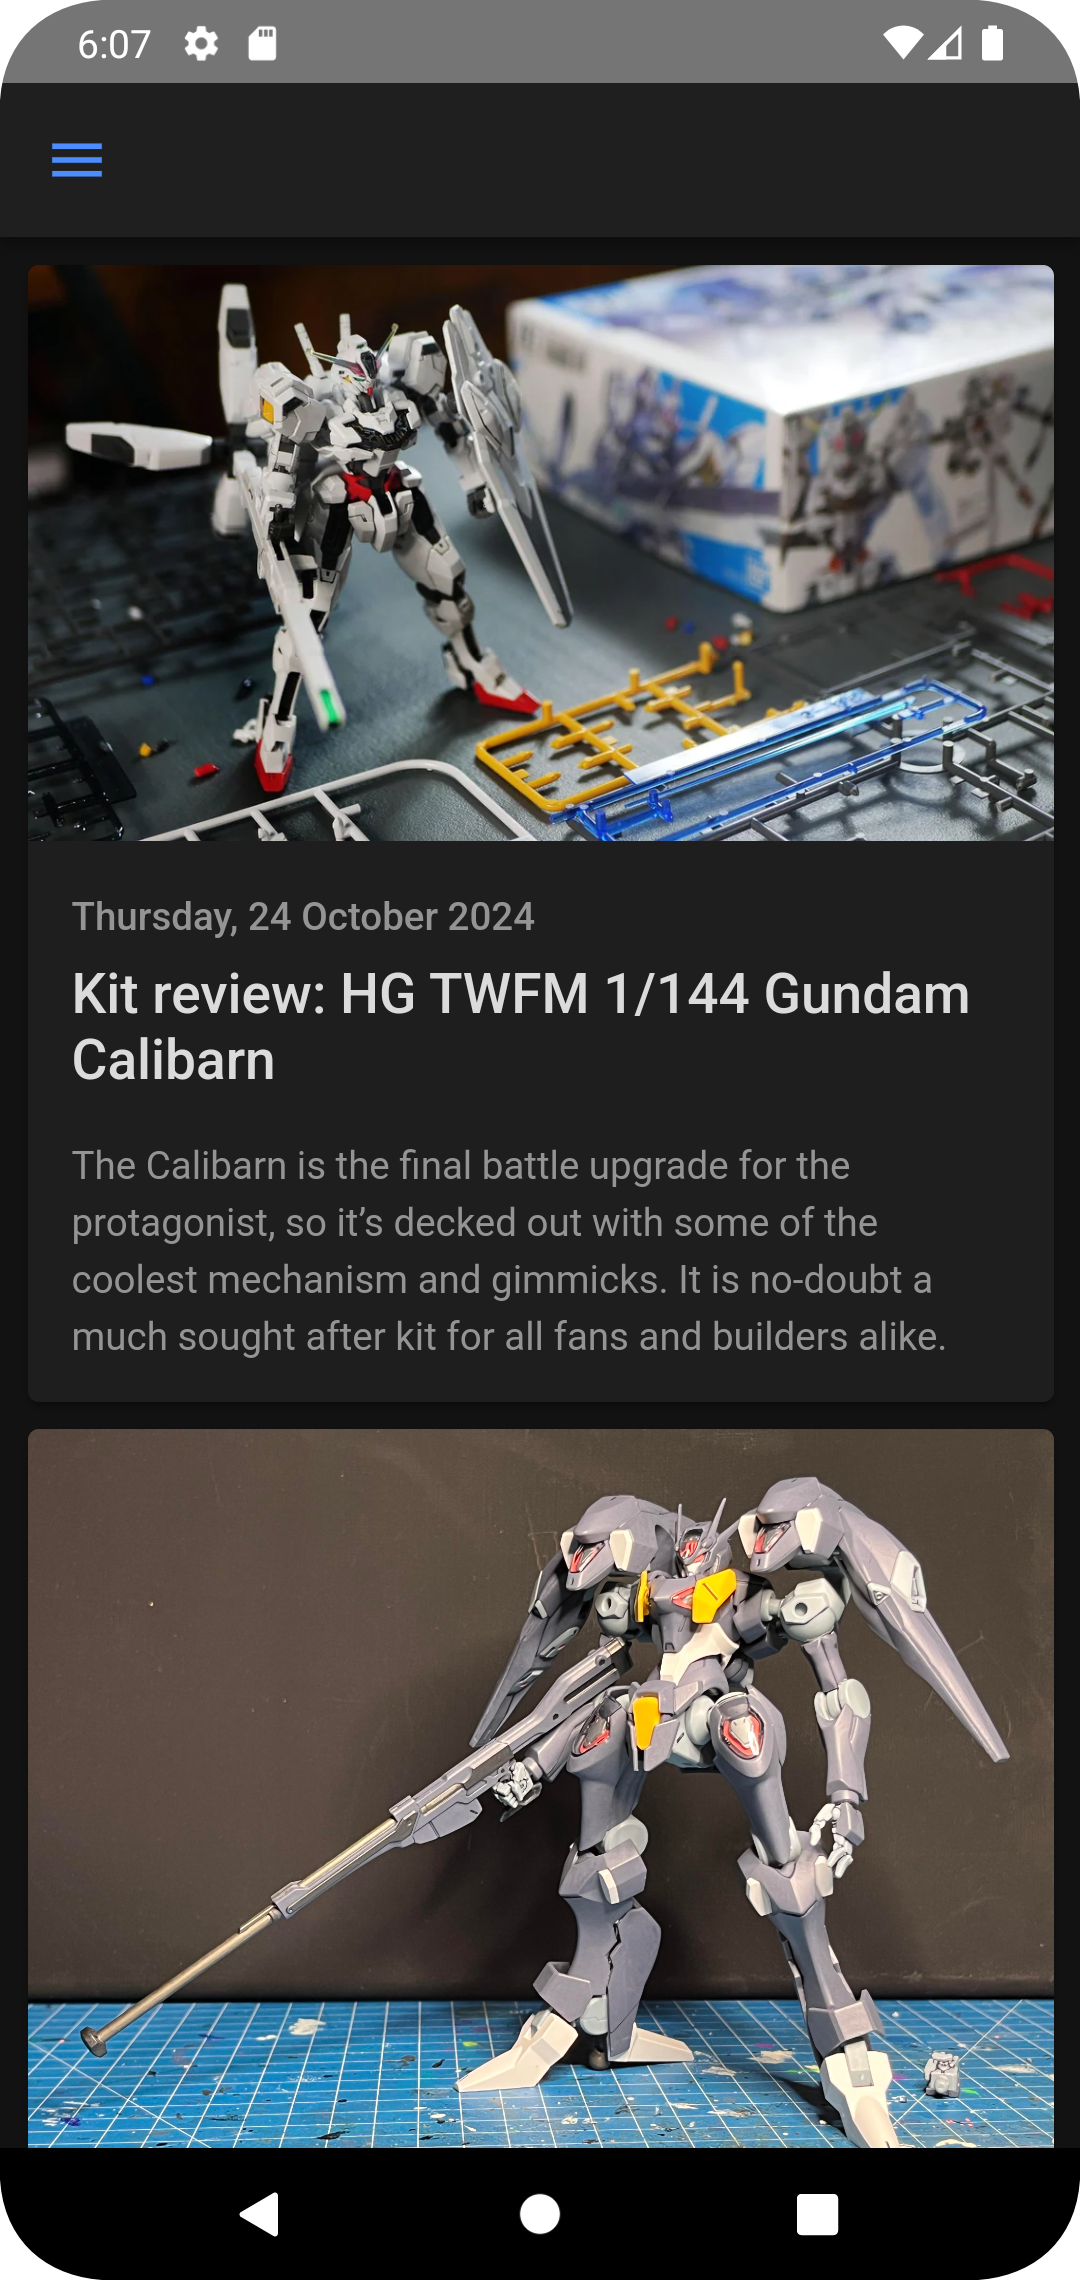 6:07
Thursday, 24 October 2024
Kit review: HG TWFM 1/144 Gundam
Calibarn
The Calibarn is the final battle upgrade for the
protagonist, so it’s decked out with some of the
coolest mechanism and gimmicks. It is no-doubt a
much sought after kit for all fans and builders alike.